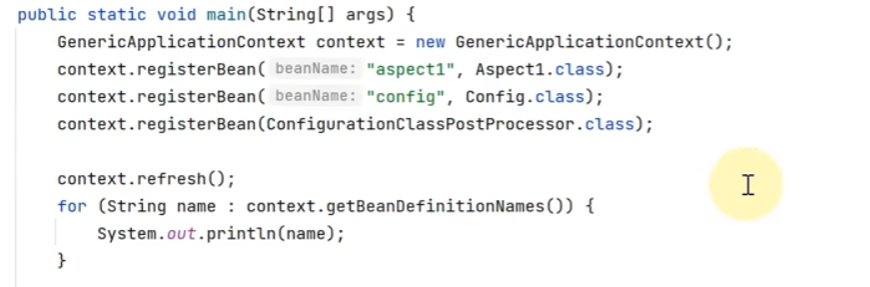 public static void main(String[] args) {
    GenericApplicationContext context = new GenericApplicationContext();
    context.registerBean( beanName: "aspect1", Aspect1.class);
    context.registerBean( beanName: "config", Config.class);
    context.registerBean(ConfigurationClassPostProcessor.class);

    context.refresh();
    for (String name : context.getBeanDefinitionNames()) {
        System.out.println(name);
    }